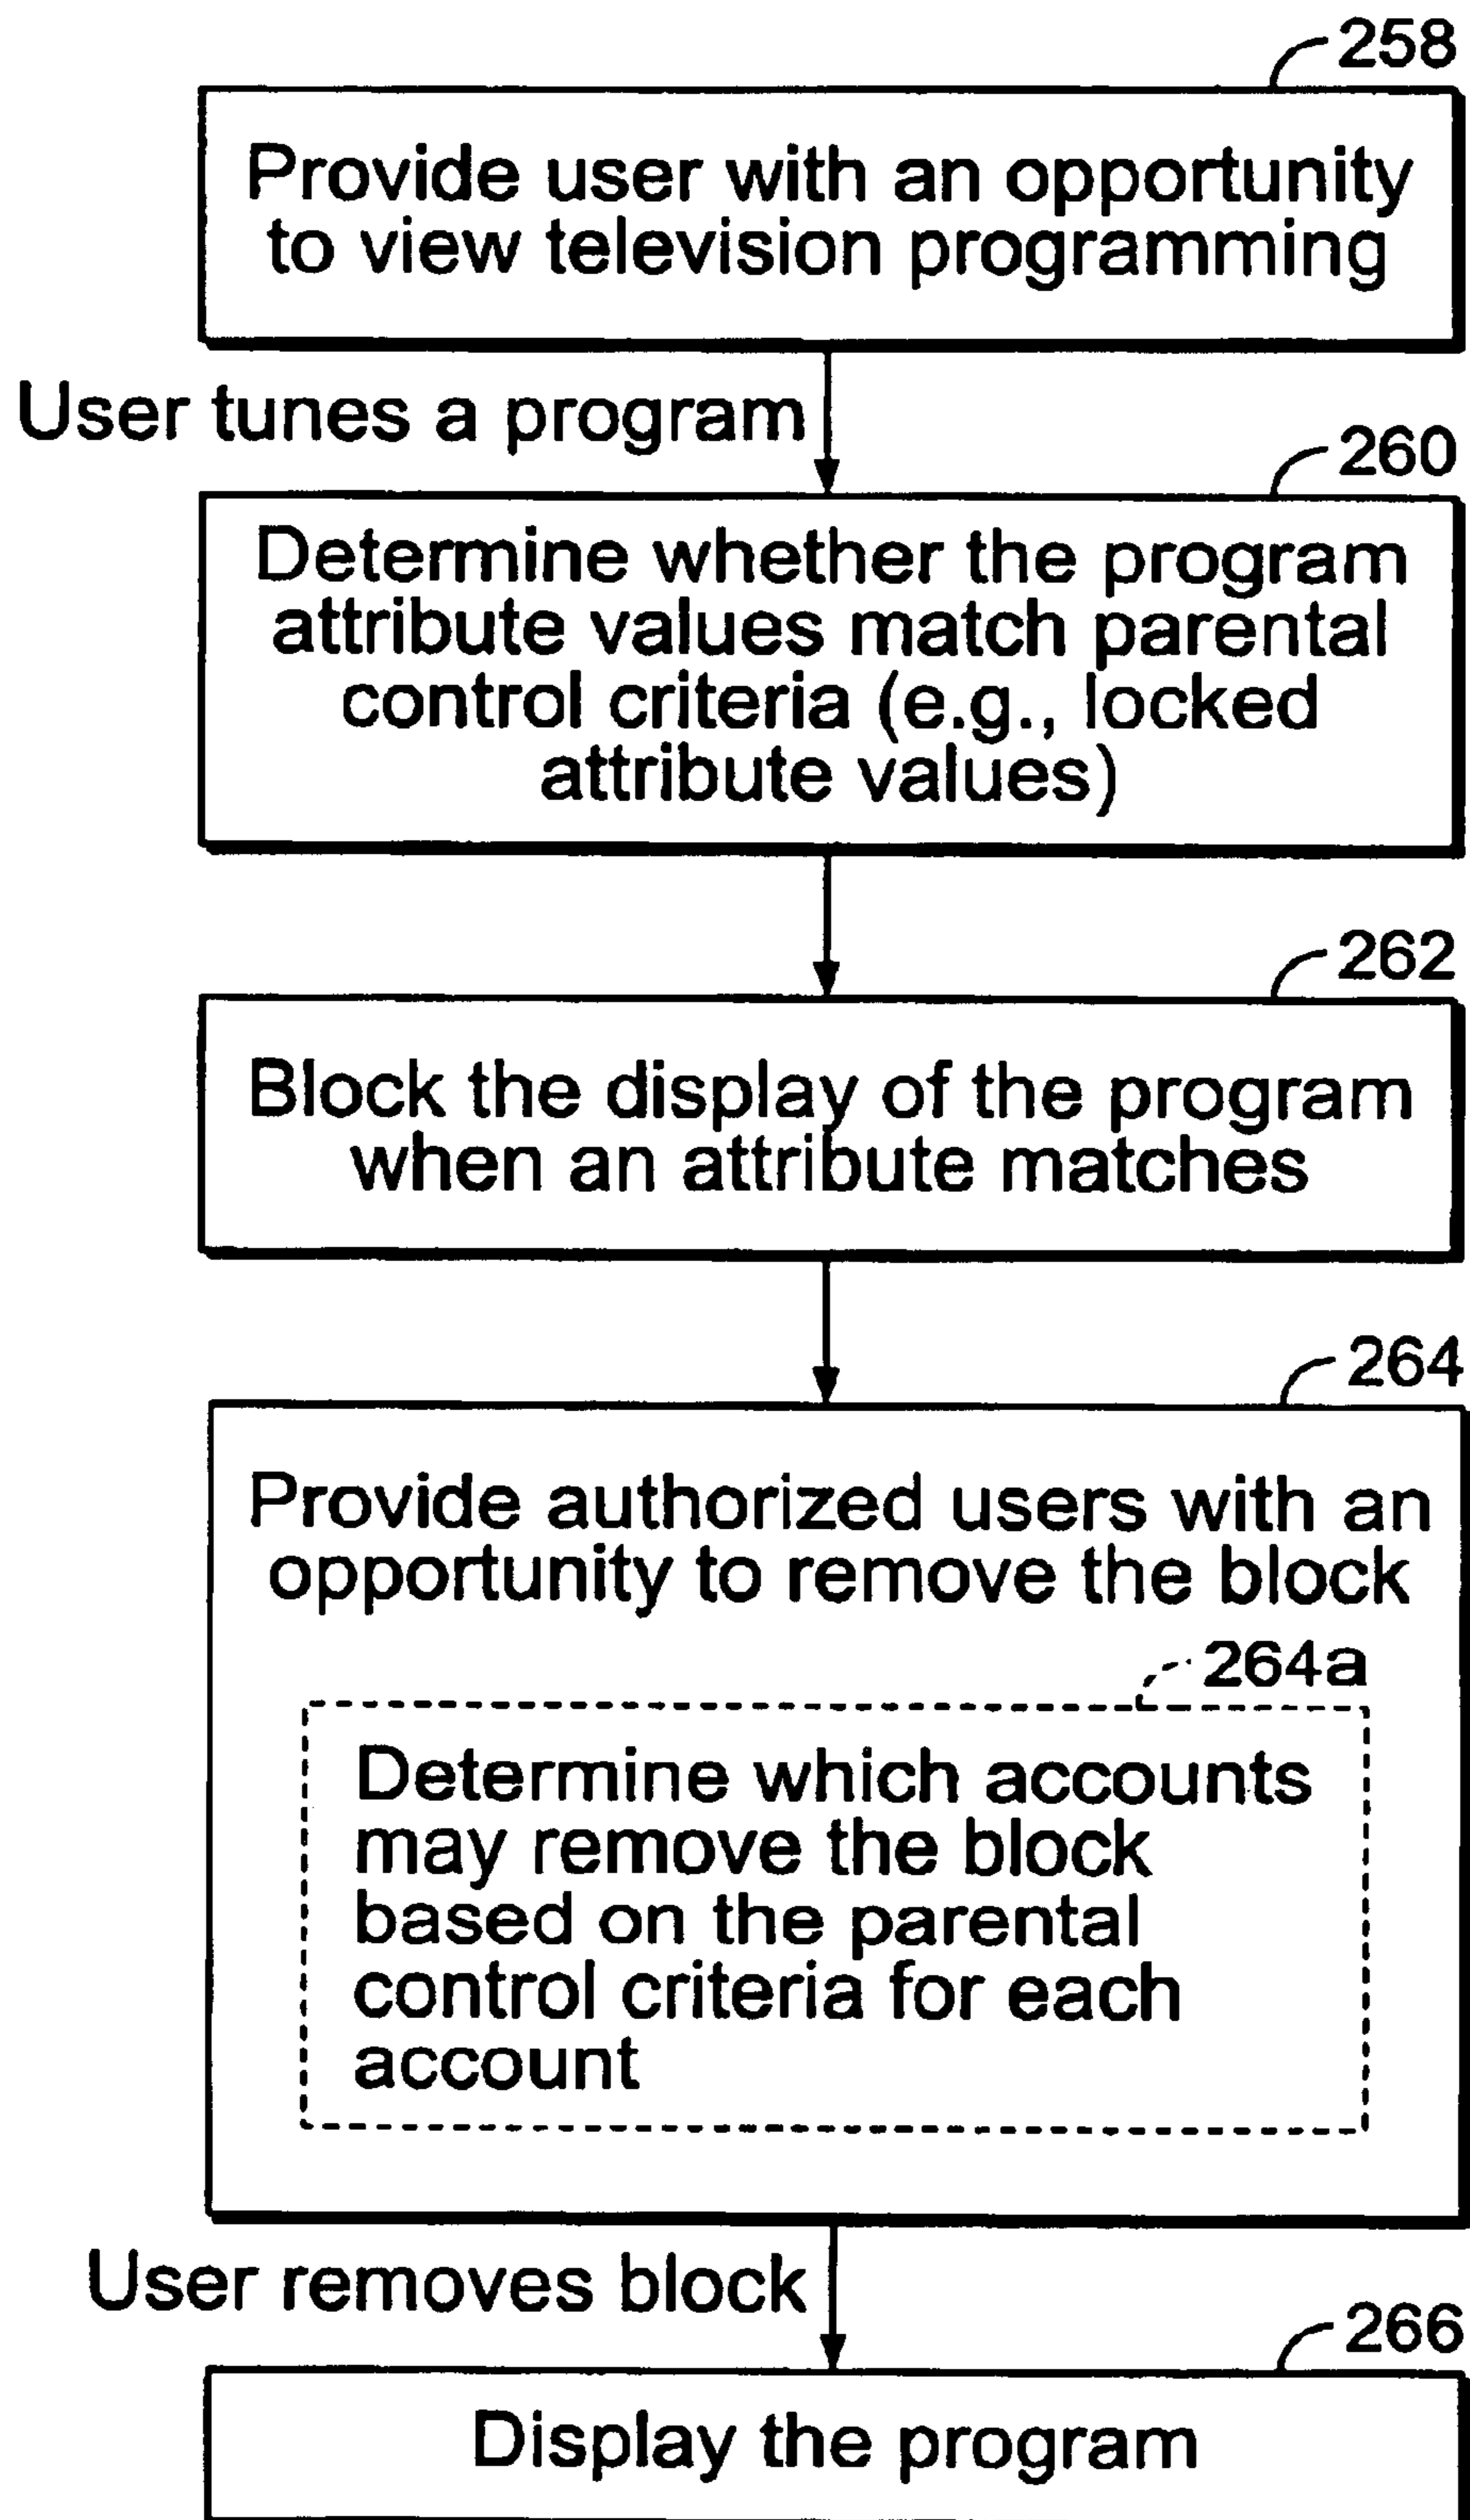 258
Provide user with an opportunity
to view television programming
User tunes a program
260
Determine whether the program
attribute values match parental
control criteria (e.g., locked
attribute values)
262
Block the display of the program
when an attribute matches
264
Provide authorized users with an
opportunity to remove the block
264a
Determine which accounts
may remove the block
based on the parental
control criteria for each
account
User removes block
266
Display the program